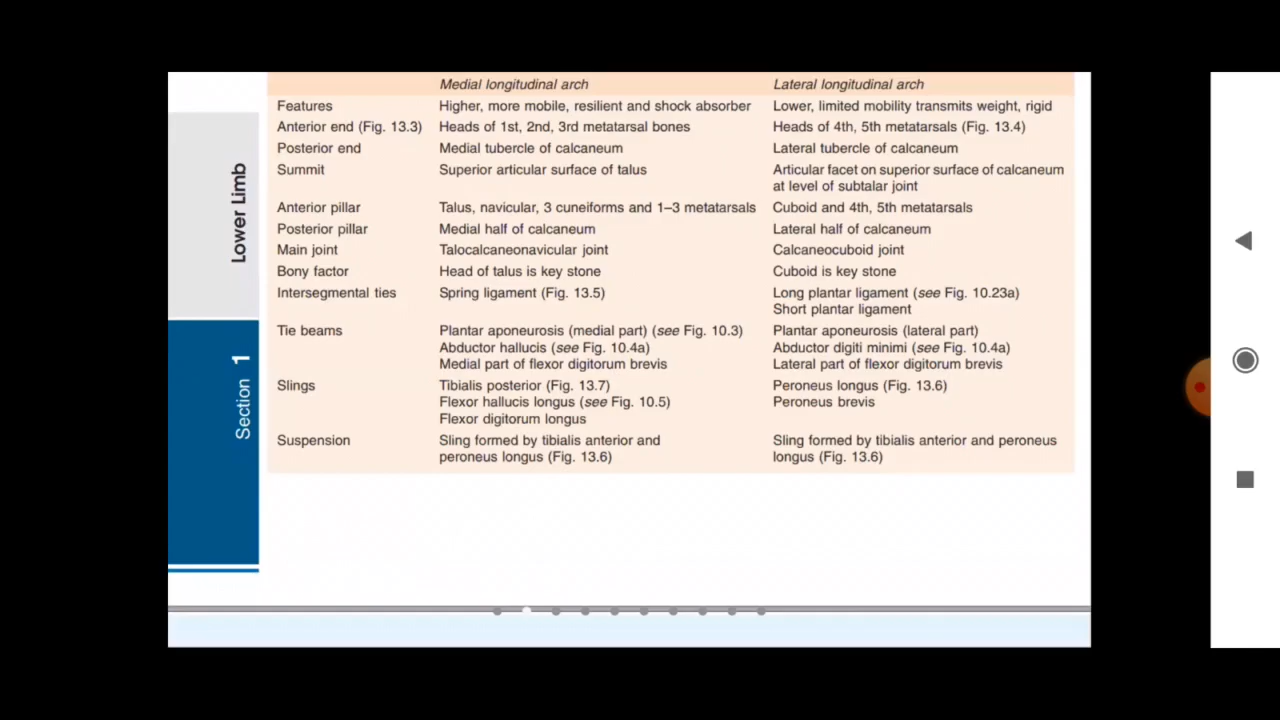 Medial longitudinal arch Lateral longitudinal arch
Features Higher, more mobile, resilient and shock absorber Lower, limited mobility transmits weight, rigid
Anterior end (Fig. 13.3) Heads of 1st, 2nd, 3rd metatarsal bones Heads of 4th, 5th metatarsals (Fig. 13.4)
Posterior end Medial tubercle of calcaneum Lateral tubercle of calcaneum
Summit Superior articular surface of talus Articular facet on superior surface of calcaneum
at level of subtalar joint
Anterior pillar Talus, navicular, 3 cuneiforms and 1–3 metatarsals Cuboid and 4th, 5th metatarsals
Posterior pillar Medial half of calcaneum Lateral half of calcaneum
Main joint Talocalcaneonavicular joint Calcaneocuboid joint
Bony factor Head of talus is key stone Cuboid is key stone
Intersegmental ties Spring ligament (Fig. 13.5) Long plantar ligament (see Fig. 10.23a)
Short plantar ligament
Tie beams Plantar aponeurosis (medial part) (see Fig. 10.3) Plantar aponeurosis (lateral part)
Abductor hallucis (see Fig. 10.4a) Abductor digiti minimi (see Fig. 10.4a)
Medial part of flexor digitorum brevis Lateral part of flexor digitorum brevis
Slings Tibialis posterior (Fig. 13.7) Peroneus longus (Fig. 13.6)
Flexor hallucis longus (see Fig. 10.5) Peroneus brevis
Flexor digitorum longus
Suspension Sling formed by tibialis anterior and Sling formed by tibialis anterior and peroneus
peroneus longus (Fig. 13.6) longus (Fig. 13.6)
Lower Limb
Section 1